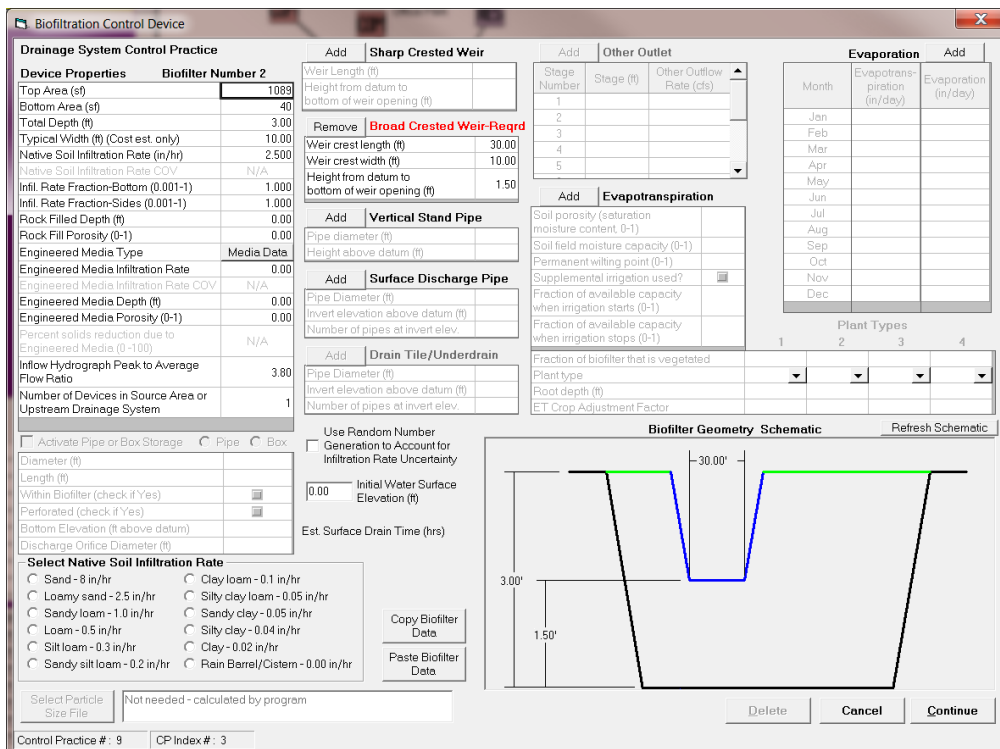 Biofiltration Control Device
Drainage System Control Practice
Device Properties Biofilter Number 2
Top Area (sf) 1089
Bottom Area (sf) 40
Total Depth (ft) 3.00
Typical Width (ft) (Cost est. only) 10.00
Native Soil Infiltration Rate (in/hr) 2.500
Native Soil Infiltration Rate COV N/A
Infil. Rate Fraction-Bottom (0.001-1) 1.000
Infil. Rate Fraction-Sides (0.001-1) 1.000
Rock Filled Depth (ft) 0.00
Rock Fill Porosity (0-1) 0.00
Engineered Media Type Media Data
Engineered Media Infiltration Rate 0.00
Engineered Media Infiltration Rate COV N/A
Engineered Media Depth (ft) 0.00
Engineered Media Porosity (0-1) 0.00
Percent solids reduction due to
Engineered Media (0-100) N/A
Inflow Hydrograph Peak to Average
Flow Ratio 3.80
Number of Devices in Source Area or
Upstream Drainage System 1
Activate Pipe or Box Storage Pipe Box
Diameter (ft)
Length (ft)
Within Biofilter (check if Yes)
Perforated (check if Yes)
Bottom Elevation (ft above datum)
Discharge Orifice Diameter (ft)
Select Native Soil Infiltration Rate
Sand - 8 in/hr Clay loam - 0.1 in/hr
Loamy sand - 2.5 in/hr Silty clay loam - 0.05 in/hr
Sandy loam - 1.0 in/hr Sandy clay - 0.05 in/hr
Loam - 0.5 in/hr Silty clay - 0.04 in/hr
Silt loam - 0.3 in/hr Clay - 0.02 in/hr
Sandy silt loam - 0.2 in/hr Rain Barrel/Cistern - 0.00 in/hr
Select Particle
Size File
Not needed - calculated by program
Control Practice #: 9 CP Index #: 3
Add Sharp Crested Weir
Weir Length (ft)
Height from datum to
bottom of weir opening (ft)
Remove Broad Crested Weir-Reqrd
Weir crest length (ft) 30.00
Weir crest width (ft) 10.00
Height from datum to
bottom of weir opening (ft) 1.50
Add Vertical Stand Pipe
Pipe diameter (ft)
Height above datum (ft)
Add Surface Discharge Pipe
Pipe Diameter (ft)
Invert elevation above datum (ft)
Number of pipes at invert elev.
Add Drain Tile/Underdrain
Pipe Diameter (ft)
Invert elevation above datum (ft)
Number of pipes at invert elev.
Use Random Number
Generation to Account for
Infiltration Rate Uncertainty
0.00 Initial Water Surface
Elevation (ft)
Est. Surface Drain Time (hrs)
Copy Biofilter
Data
Paste Biofilter
Data
Add Other Outlet
Stage
Number Stage (ft) Other Outflow
Rate (cfs)
1
2
3
4
5
Add Evapotranspiration
Soil porosity (saturation
moisture content, 0-1)
Soil field moisture capacity (0-1)
Permanent wilting point (0-1)
Supplemental irrigation used?
Fraction of available capacity
when irrigation starts (0-1)
Fraction of available capacity
when irrigation stops (0-1)
Fraction of biofilter that is vegetated
Plant type
Root depth (ft)
ET Crop Adjustment Factor
Evaporation Add
Month Evapotrans-
piration
(in/day) Evaporation
(in/day)
Jan
Feb
Mar
Apr
May
Jun
Jul
Aug
Sep
Oct
Nov
Dec
Plant Types
1 2 3 4
Biofilter Geometry Schematic Refresh Schematic
30.00'
3.00'
1.50'
Delete Cancel Continue